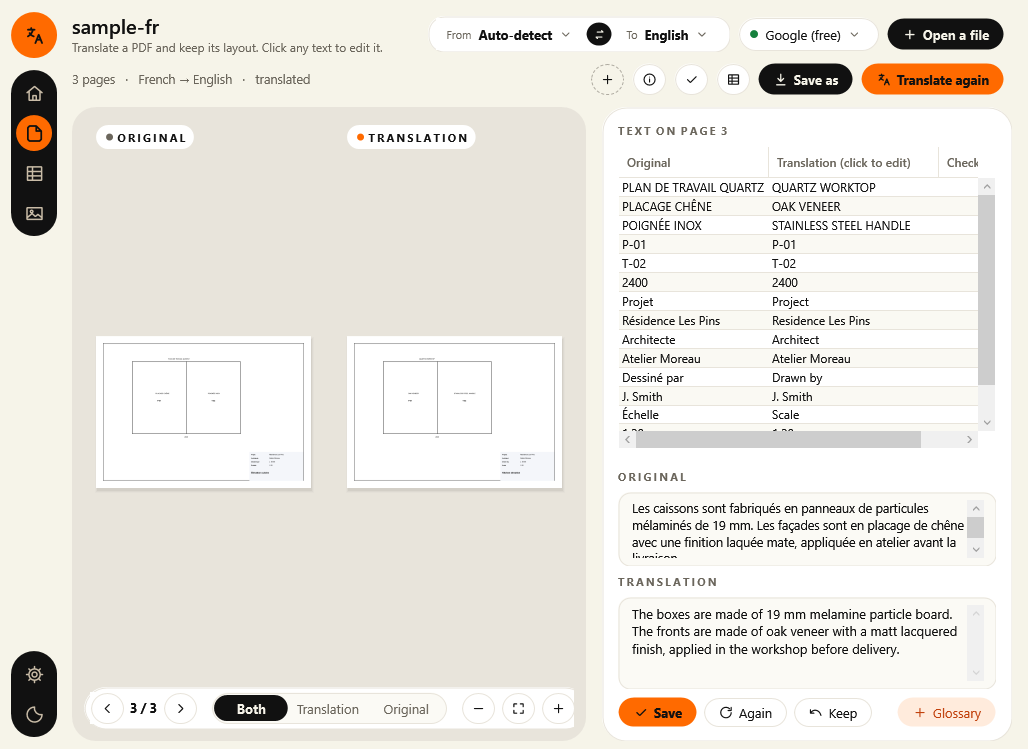 sample-fr
Translate a PDF and keep its layout. Click any text to edit it.
From Auto-detect To English Google (free) + Open a file
3 pages · French → English · translated
Save as Translate again
ORIGINAL TRANSLATION
TEXT ON PAGE 3
Original Translation (click to edit) Check
PLAN DE TRAVAIL QUARTZ QUARTZ WORKTOP
PLACAGE CHÊNE OAK VENEER
POIGNÉE INOX STAINLESS STEEL HANDLE
P-01 P-01
T-02 T-02
2400 2400
Projet Project
Résidence Les Pins Residence Les Pins
Architecte Architect
Atelier Moreau Atelier Moreau
Dessiné par Drawn by
J. Smith J. Smith
Échelle Scale
ORIGINAL
Les caissons sont fabriqués en panneaux de particules
mélaminés de 19 mm. Les façades sont en placage de chêne
avec une finition laquée mate, appliquée en atelier avant la
livraison.
TRANSLATION
The boxes are made of 19 mm melamine particle board.
The fronts are made of oak veneer with a matt lacquered
finish, applied in the workshop before delivery.
3 / 3 Both Translation Original
Save Again Keep + Glossary